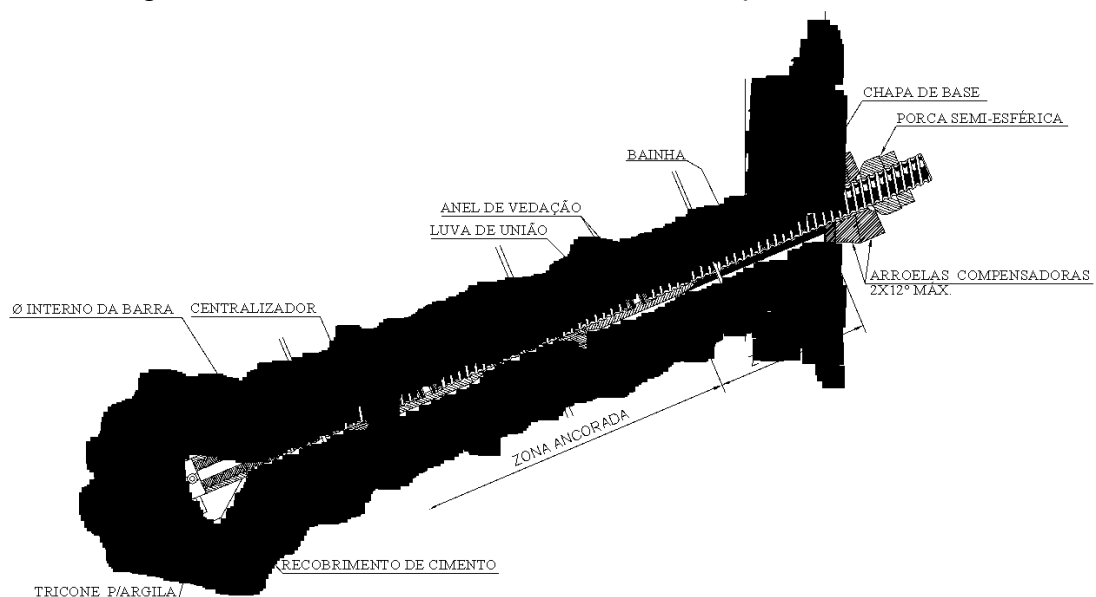 CHAPA DE BASE
PORCA SEMI-ESFÉRICA
BAINHA
ANEL DE VEDAÇÃO
LUVA DE UNIÃO
ARROELAS COMPENSADORAS
2X12° MÁX.
Ø INTERNO DA BARRA
CENTRALIZADOR
ZONA ANCORADA
RECOBRIMENTO DE CIMENTO
TRICONE P/ARGILA